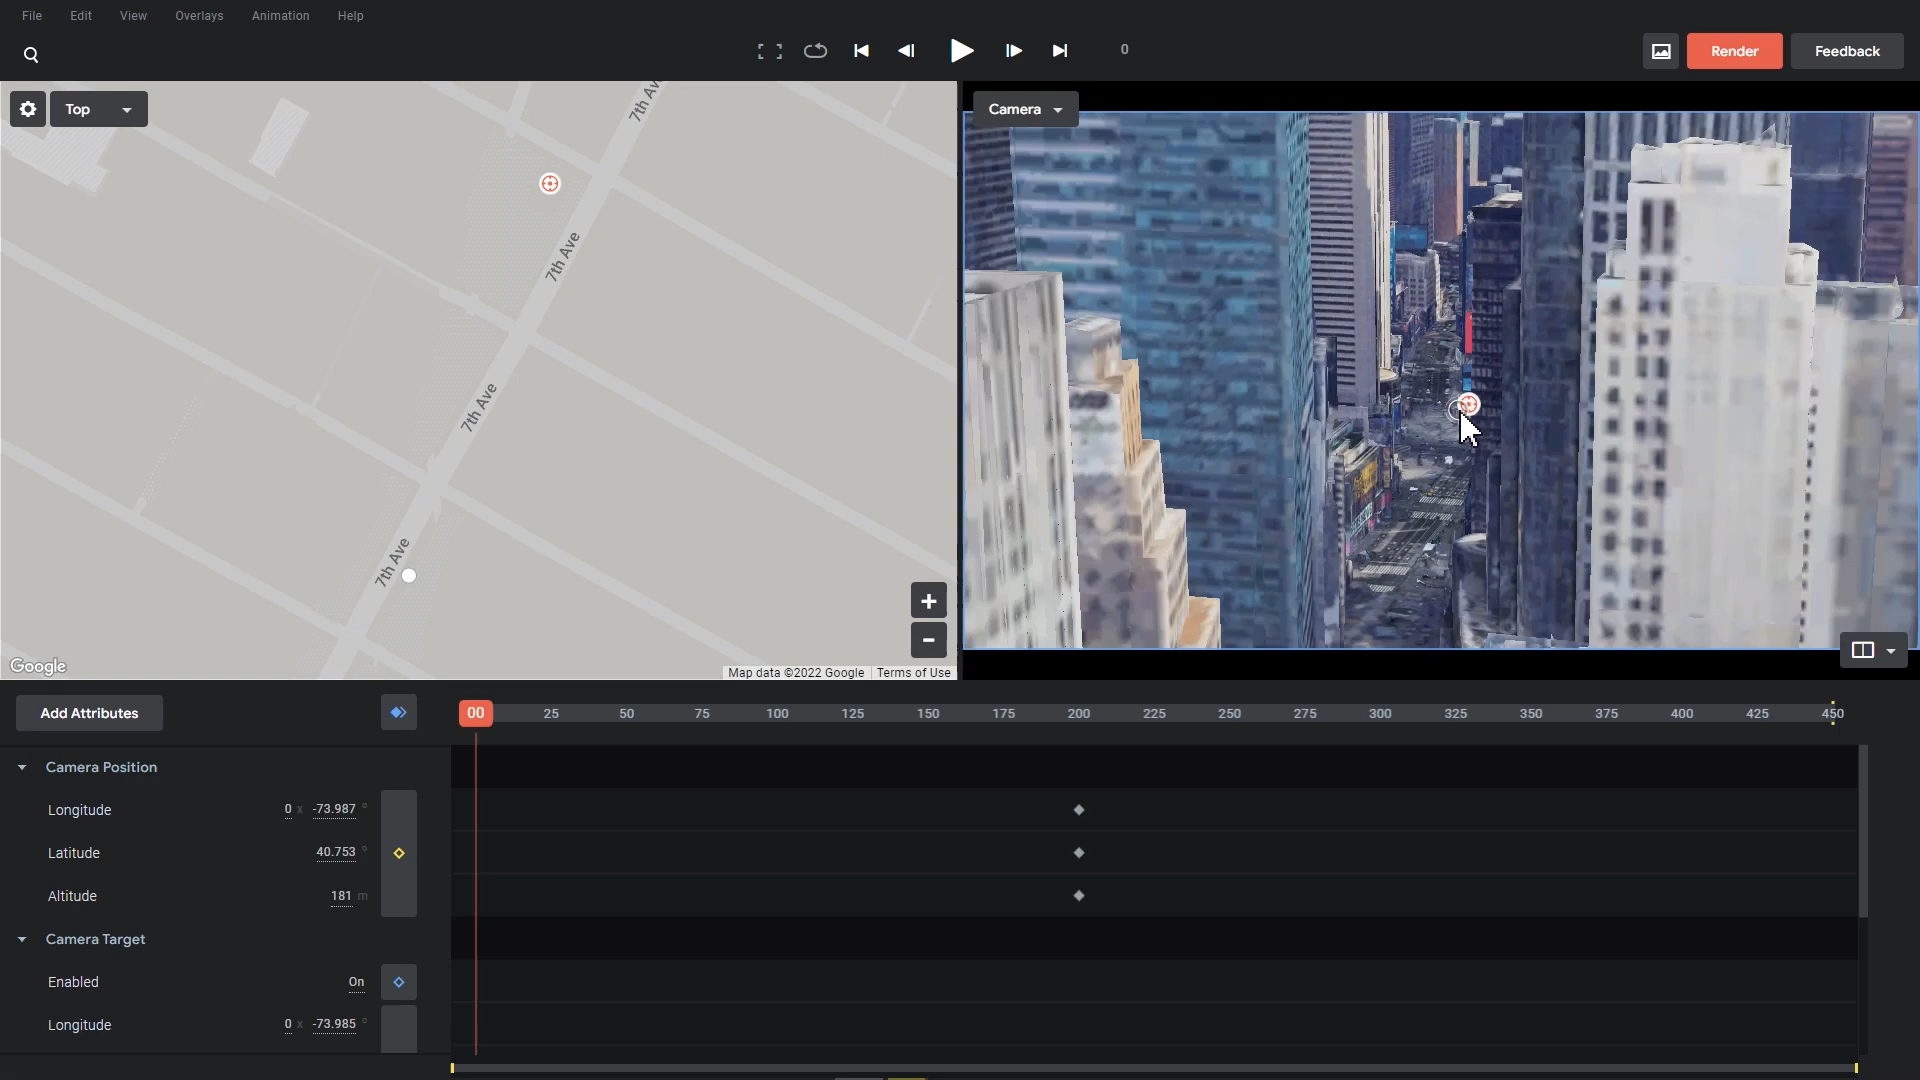 File Edit View Overlays Animation Help
0
Render
Feedback
Top
Camera
7th Ave
7th Ave
7th Ave
7th Ave
Google
Map data ©2022 Google
Terms of Use
Add Attributes
00 25 50 75 100 125 150 175 200 225 250 275 300 325 350 375 400 425 450
Camera Position
Longitude 0 x -73.987 °
Latitude 40.753 °
Altitude 181 m
Camera Target
Enabled On
Longitude 0 x -73.985 °